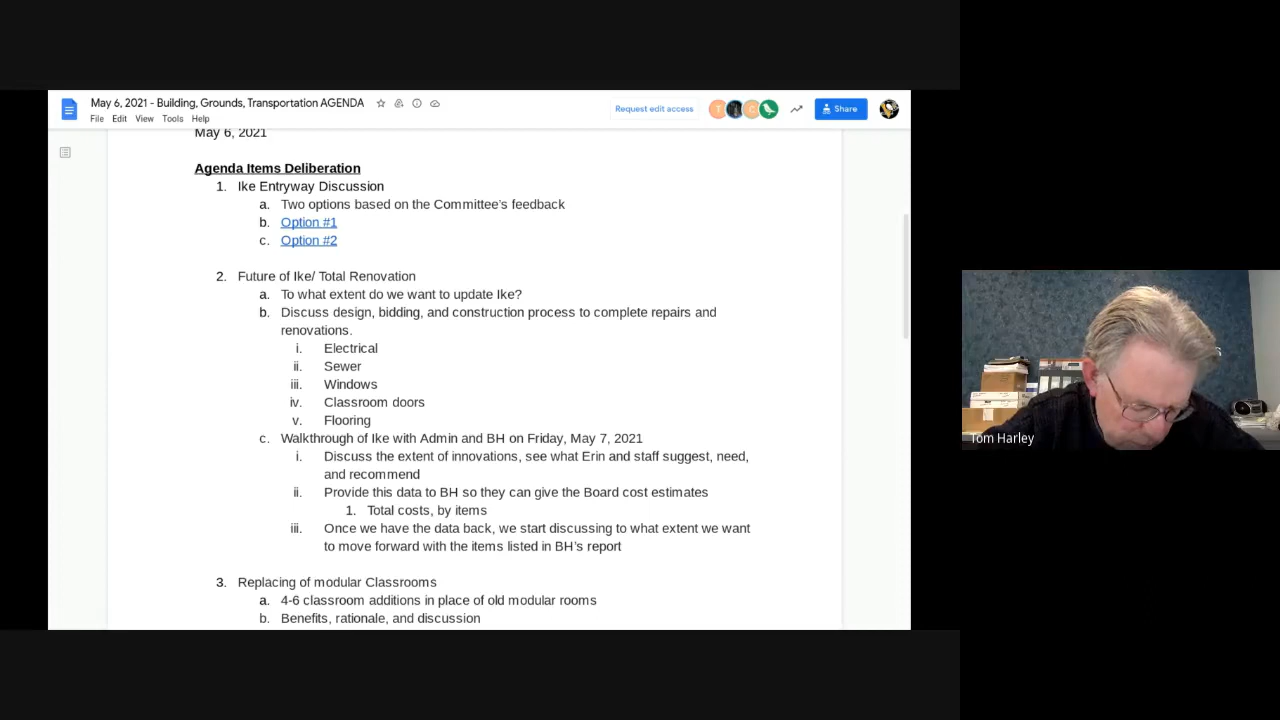 May 6, 2021 - Building, Grounds, Transportation AGENDA
File Edit View Tools Help
Request edit access
Share
May 6, 2021
Agenda Items Deliberation
1. Ike Entryway Discussion
a. Two options based on the Committee's feedback
b. Option #1
c. Option #2
2. Future of Ike/ Total Renovation
a. To what extent do we want to update Ike?
b. Discuss design, bidding, and construction process to complete repairs and
renovations.
i. Electrical
ii. Sewer
iii. Windows
iv. Classroom doors
v. Flooring
c. Walkthrough of Ike with Admin and BH on Friday, May 7, 2021
i. Discuss the extent of innovations, see what Erin and staff suggest, need,
and recommend
ii. Provide this data to BH so they can give the Board cost estimates
1. Total costs, by items
iii. Once we have the data back, we start discussing to what extent we want
to move forward with the items listed in BH's report
3. Replacing of modular Classrooms
a. 4-6 classroom additions in place of old modular rooms
b. Benefits, rationale, and discussion
Tom Harley